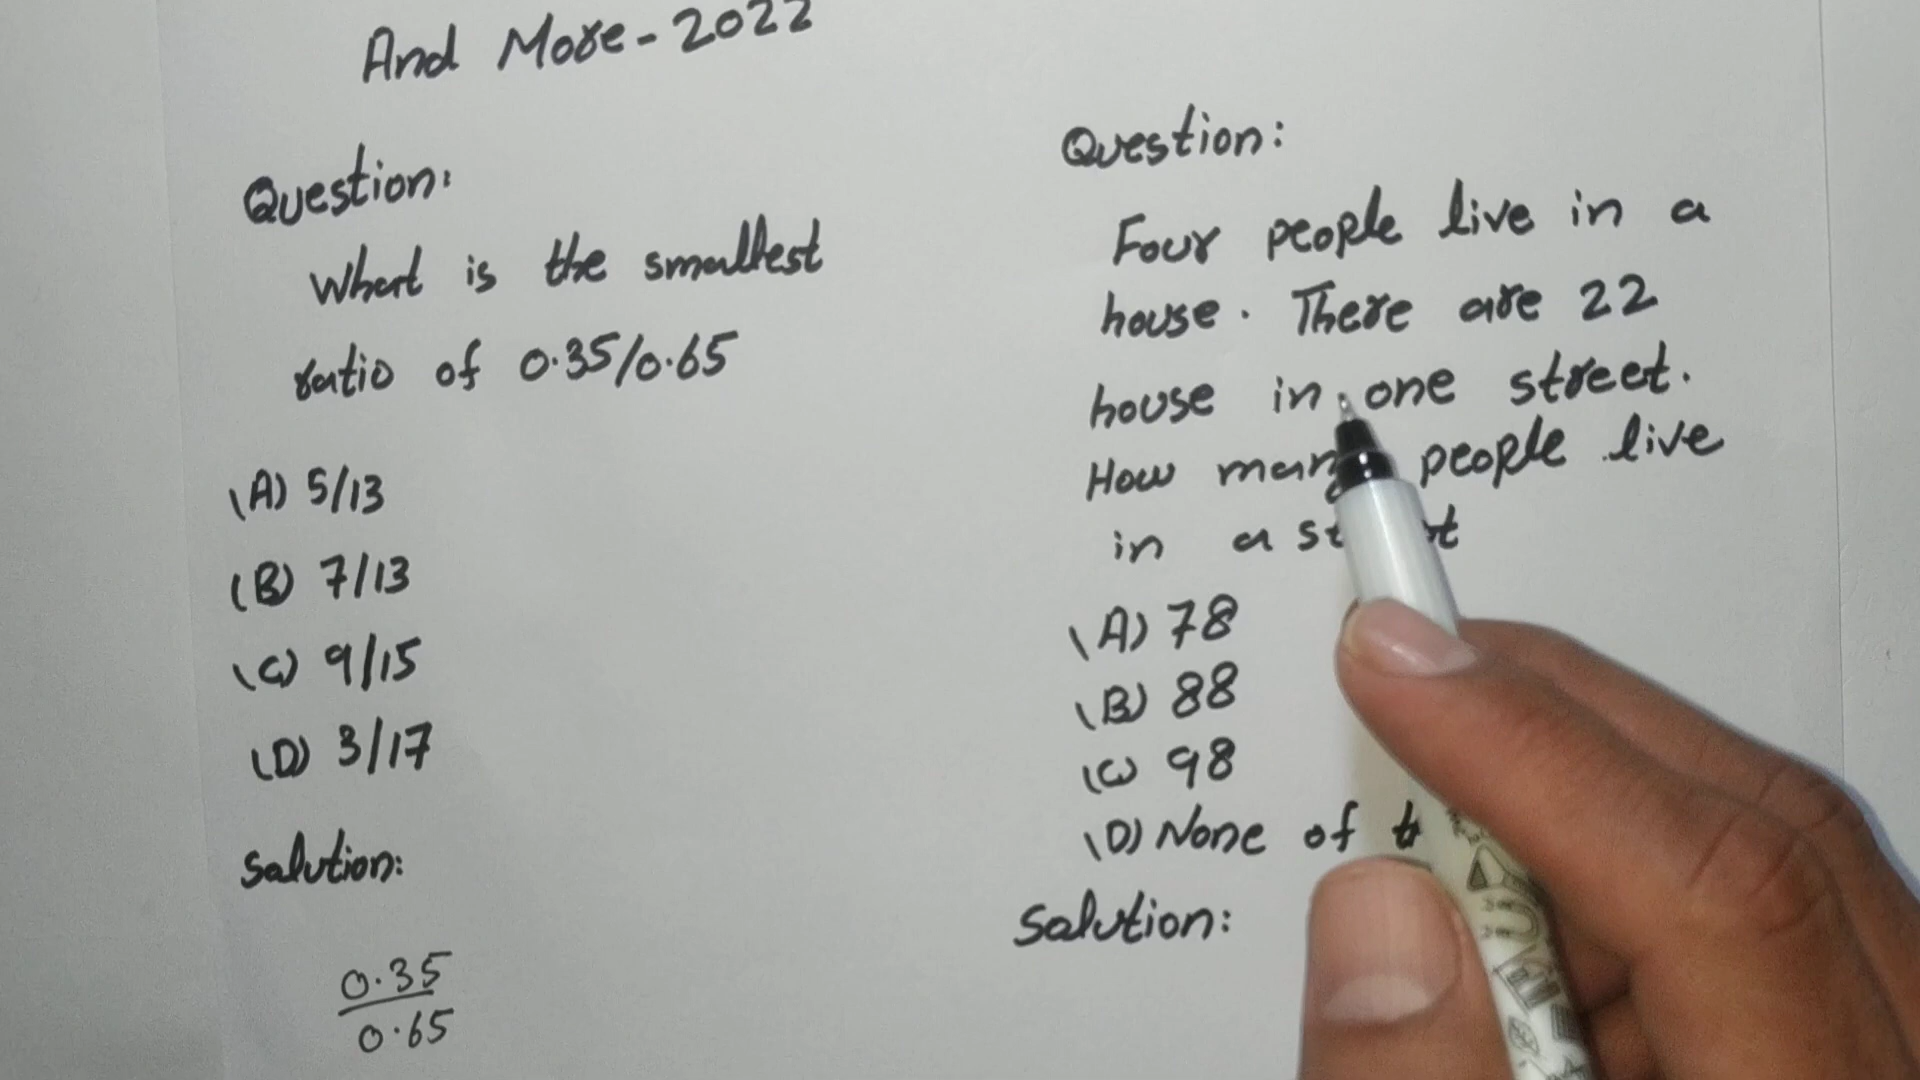 And More-2022
Question:
What is the smallest
ratio of 0.35/0.65
(A) 5/13
(B) 7/13
(C) 9/15
(D) 3/17
Solution:
0.35
0.65
Question:
Four people live in a
house. There are 22
house in one street.
How many people live
in a street
(A) 78
(B) 88
(C) 98
(D) None of
Solution: